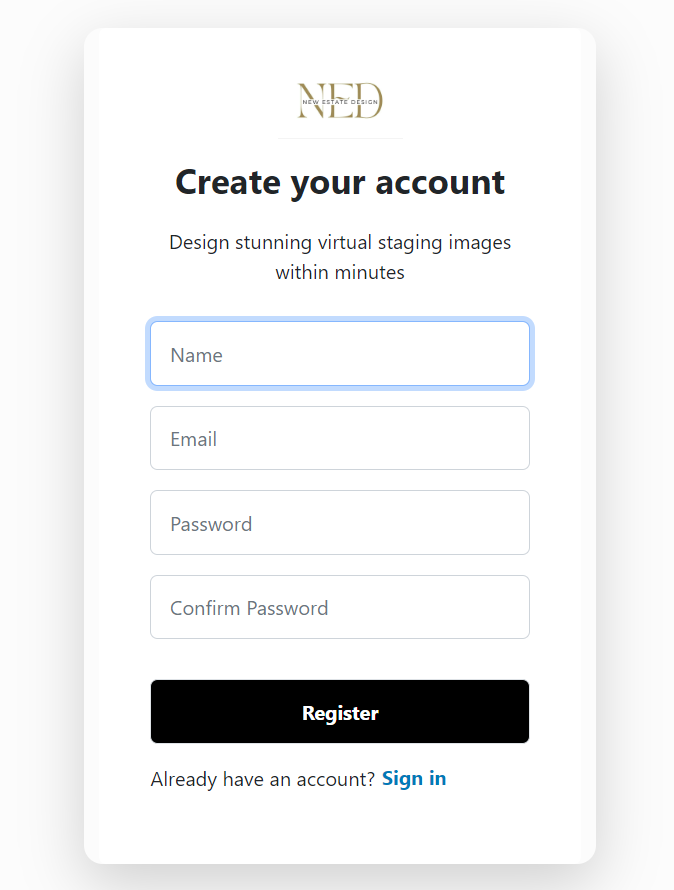 NED
NEW ESTATE DESIGN
Create your account
Design stunning virtual staging images
within minutes
Name
Email
Password
Confirm Password
Register
Already have an account? Sign in